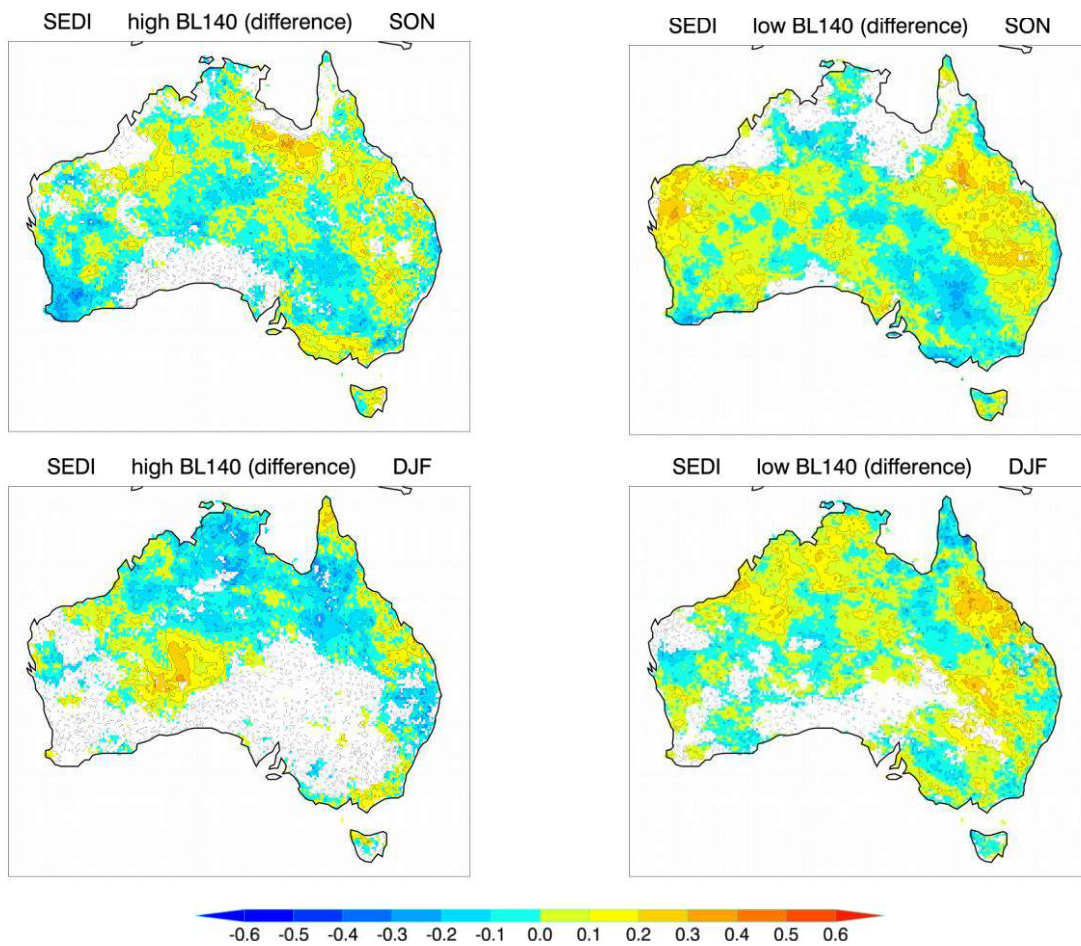 SEDI high BL140 (difference) SON
SEDI low BL140 (difference) SON
SEDI high BL140 (difference) DJF
SEDI low BL140 (difference) DJF
-0.6 -0.5 -0.4 -0.3 -0.2 -0.1 0.0 0.1 0.2 0.3 0.4 0.5 0.6